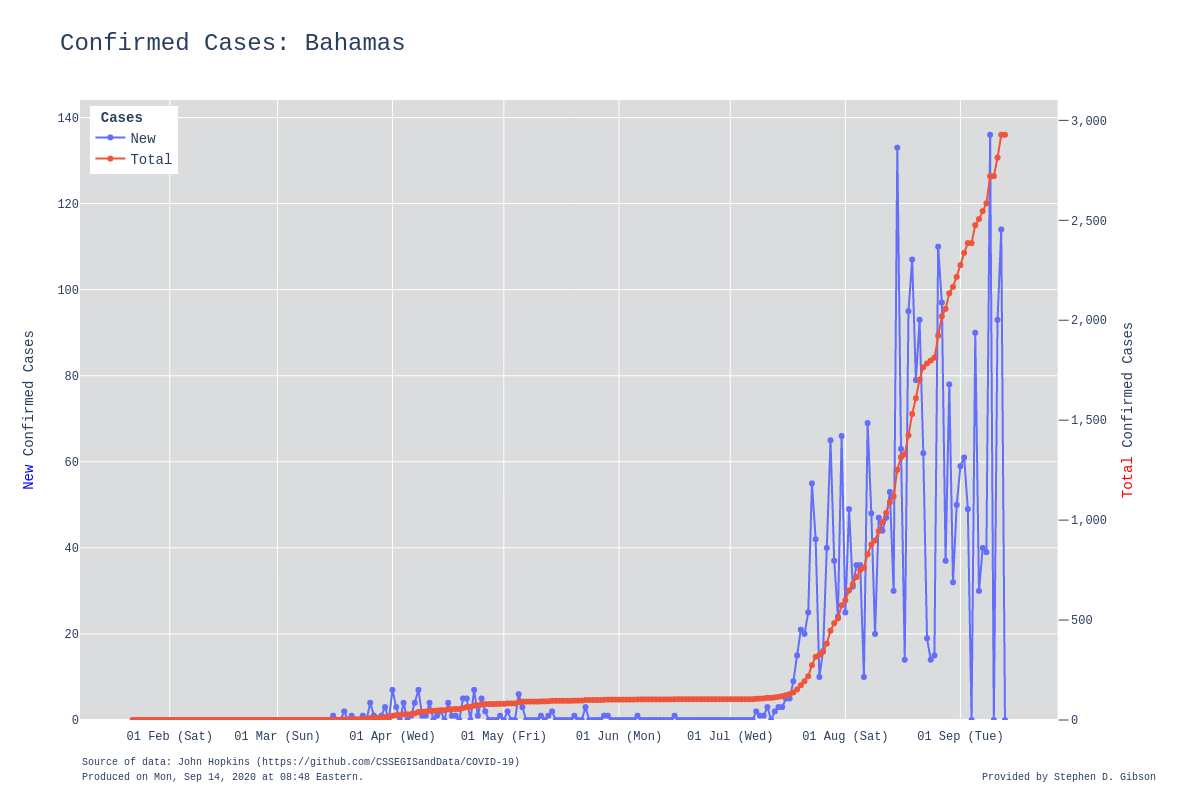 Confirmed Cases: Bahamas
Cases
New
Total
140
120
100
80
60
40
20
0
3,000
2,500
2,000
1,500
1,000
500
0
New Confirmed Cases
Total Confirmed Cases
01 Feb (Sat) 01 Mar (Sun) 01 Apr (Wed) 01 May (Fri) 01 Jun (Mon) 01 Jul (Wed) 01 Aug (Sat) 01 Sep (Tue)
Source of data: John Hopkins (https://github.com/CSSEGISandData/COVID-19)
Produced on Mon, Sep 14, 2020 at 08:48 Eastern.
Provided by Stephen D. Gibson